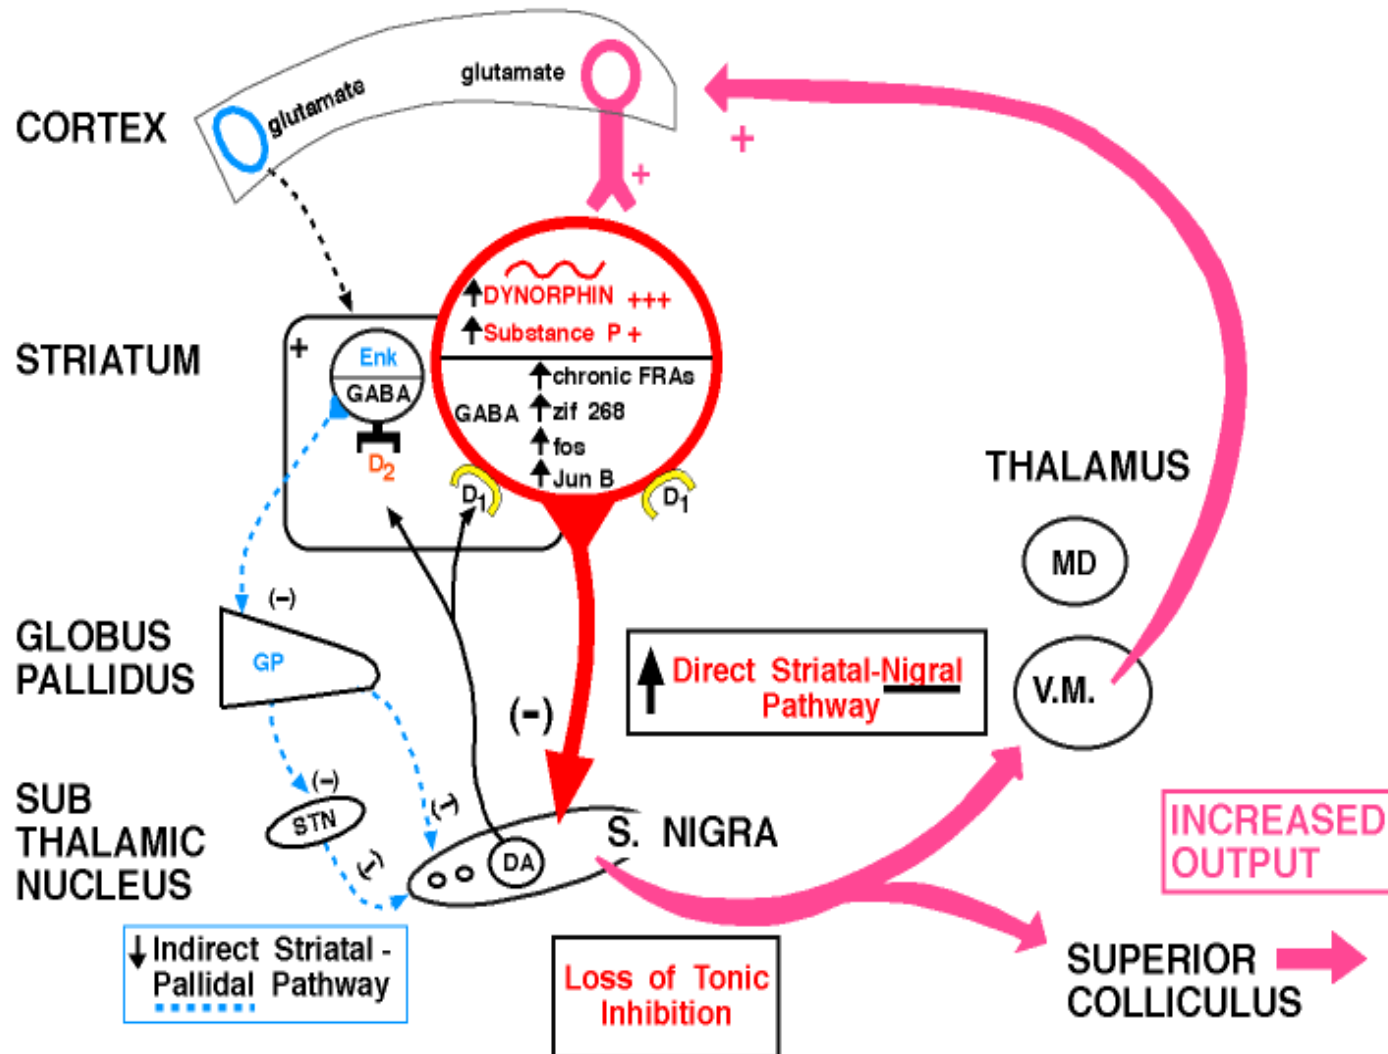 CORTEX
glutamate
glutamate
+
+
STRIATUM
+
Enk
GABA
D2
DYNORPHIN +++
Substance P +
chronic FRAs
GABA zif 268
fos
Jun B
D1
D1
THALAMUS
MD
V.M.
GLOBUS
PALLIDUS
(-)
GP
(-)
Direct Striatal-Nigral
Pathway
SUB
THALAMIC
NUCLEUS
(-)
STN
(-)
(-)
DA
S. NIGRA
INCREASED
OUTPUT
Indirect Striatal-
Pallidal Pathway
Loss of Tonic
Inhibition
SUPERIOR
COLLICULUS